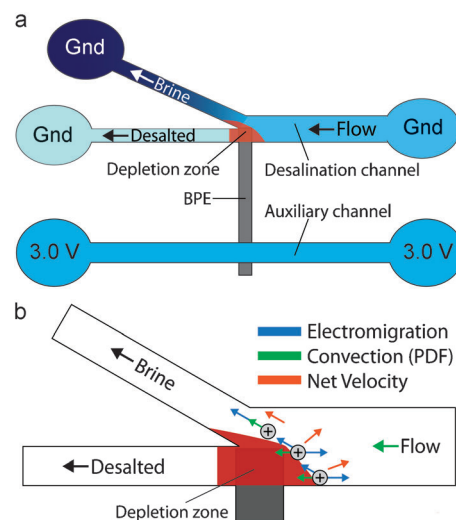 a
Gnd
Brine
Gnd
Desalted
Flow
Gnd
Depletion zone
Desalination channel
BPE
Auxiliary channel
3.0 V
3.0 V
b
Electromigration
Convection (PDF)
Net Velocity
Brine
+
+
+
Flow
Desalted
Depletion zone